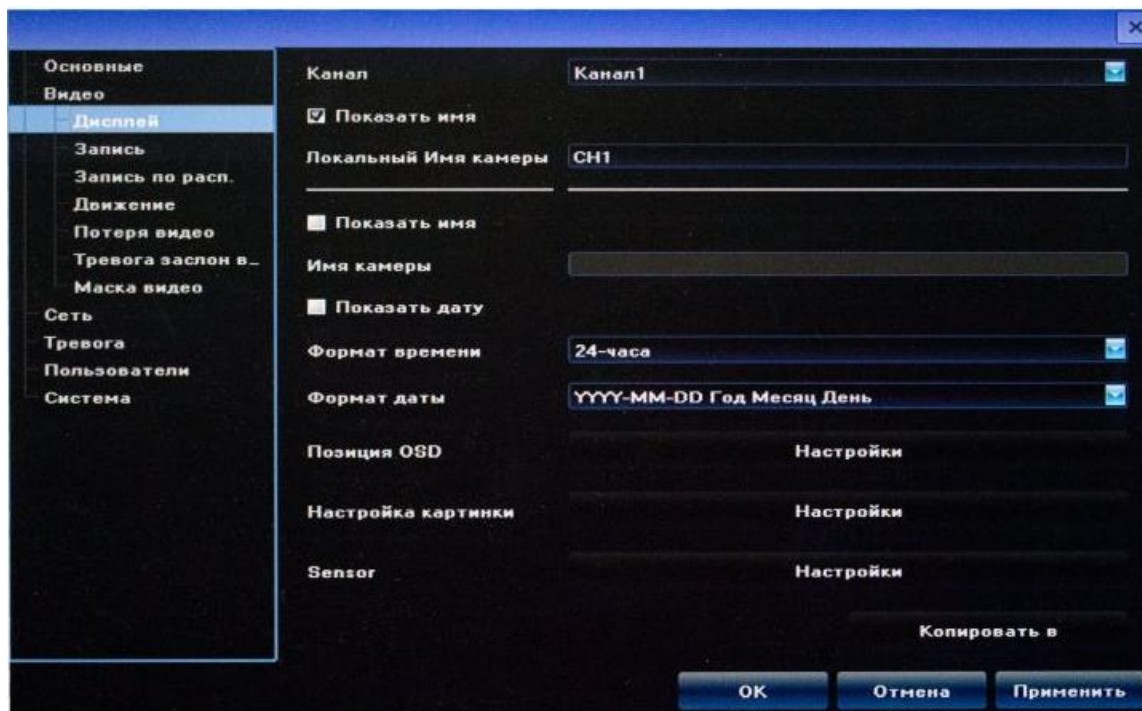 Основные
Видео
Дисплей
Запись
Запись по расп.
Движение
Потеря видео
Тревога заслон в…
Маска видео
Сеть
Тревога
Пользователи
Система
Канал
Канал1
Показать имя
Локальный Имя камеры
CH1
Показать имя
Имя камеры
Показать дату
Формат времени
24-часа
Формат даты
YYYY-MM-DD Год Месяц День
Позиция OSD
Настройки
Настройка картинки
Настройки
Sensor
Настройки
Копировать в
OK
Отмена
Применить